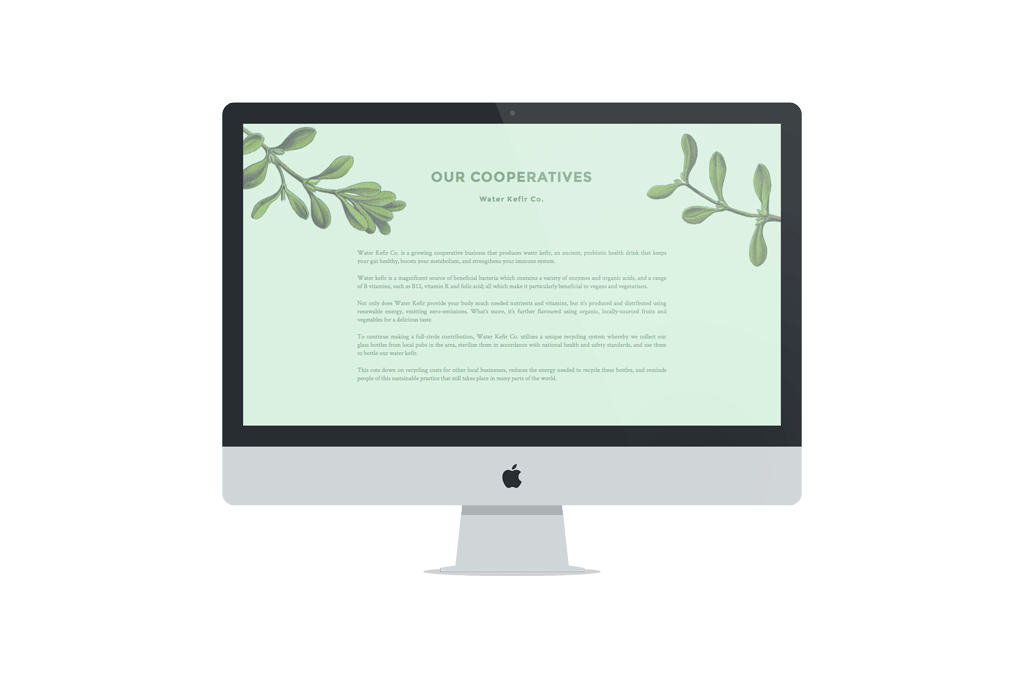 OUR COOPERATIVES
Water Kefir Co.
Water Kefir Co. is a growing cooperative business that produces water kefir, an ancient, probiotic health drink that keeps
your gut healthy, boosts your metabolism, and strengthens your immune system.
Water kefir is a magnificent source of beneficial bacteria which contains a variety of enzymes and organic acids, and a range
of B vitamins, such as B12, vitamin K and folic acid; all which make it particularly beneficial to vegans and vegetarians.
Not only does Water Kefir provide your body much needed nutrients and vitamins, but it's produced and distributed using
renewable energy, emitting zero-emissions. What's more, it's further flavoured using organic, locally-sourced fruits and
vegetables for a delicious taste.
To continue making a full-circle contribution, Water Kefir Co. utilises a unique recycling system whereby we collect our
glass bottles from local pubs in the area, sterilise them in accordance with national health and safety standards, and use them
to bottle our water kefir.
This cuts down on recycling costs for other local businesses, reduces the energy needed to recycle these bottles, and reminds
people of this sustainable practice that still takes place in many parts of the world.